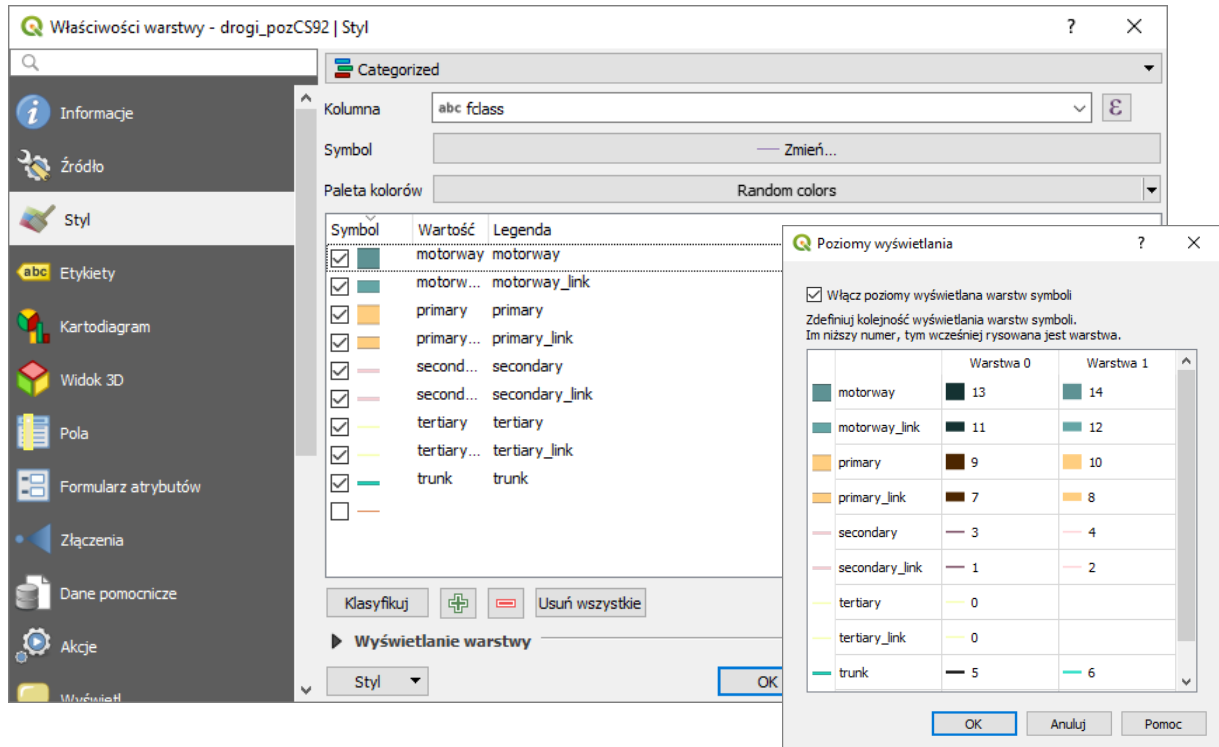 Właściwości warstwy - drogi_pozCS92 | Styl
?
Informacje
Źródło
Styl
abc Etykiety
Kartodiagram
Widok 3D
Pola
Formularz atrybutów
Złączenia
Dane pomocnicze
Akcje
Wyświetl
Categorized
Kolumna abc fclass ε
Symbol Zmień...
Paleta kolorów Random colors
Symbol Wartość Legenda
motorway motorway
motorw... motorway_link
primary primary
primary... primary_link
second... secondary
second... secondary_link
tertiary tertiary
tertiary... tertiary_link
trunk trunk
Klasyfikuj Usuń wszystkie
Wyświetlanie warstwy
Styl OK
Poziomy wyświetlania ?
Włącz poziomy wyświetlana warstw symboli
Zdefiniuj kolejność wyświetlania warstw symboli.
Im niższy numer, tym wcześniej rysowana jest warstwa.
Warstwa 0 Warstwa 1
motorway 13 14
motorway_link 11 12
primary 9 10
primary_link 7 8
secondary 3 4
secondary_link 1 2
tertiary 0
tertiary_link 0
trunk 5 6
OK Anuluj Pomoc